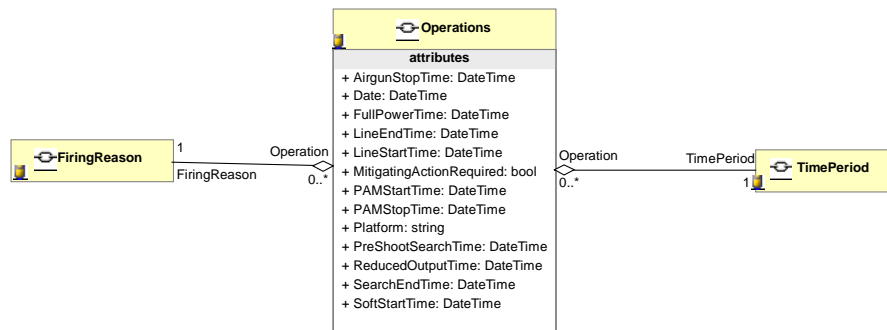 Operations
attributes
+ AirgunStopTime: DateTime
+ Date: DateTime
+ FullPowerTime: DateTime
+ LineEndTime: DateTime
+ LineStartTime: DateTime
+ MitigatingActionRequired: bool
+ PAMStartTime: DateTime
+ PAMStopTime: DateTime
+ Platform: string
+ PreShootSearchTime: DateTime
+ ReducedOutputTime: DateTime
+ SearchEndTime: DateTime
+ SoftStartTime: DateTime
FiringReason
1
FiringReason
Operation
0..*
Operation
0..*
TimePeriod
1
TimePeriod